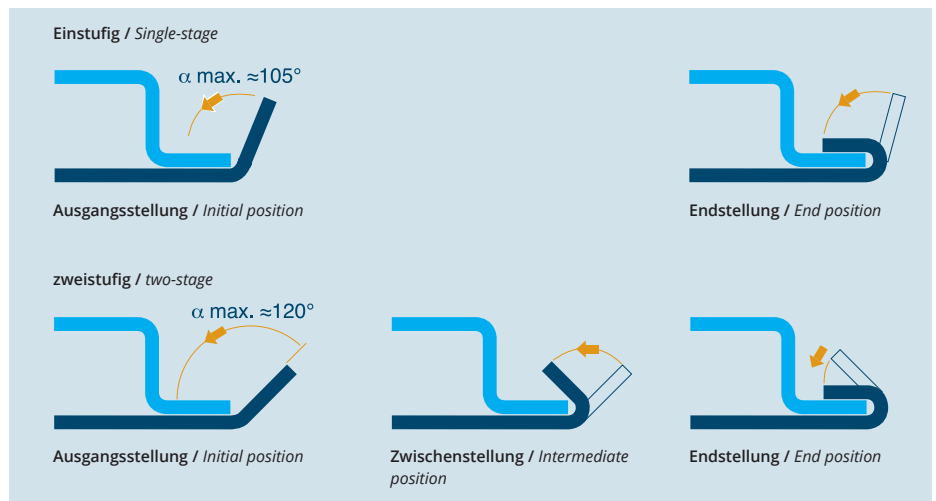 Einstufig / Single-stage
α max. ≈105°
Ausgangsstellung / Initial position
Endstellung / End position
zweistufig / two-stage
α max. ≈120°
Ausgangsstellung / Initial position
Zwischenstellung / Intermediate
position
Endstellung / End position